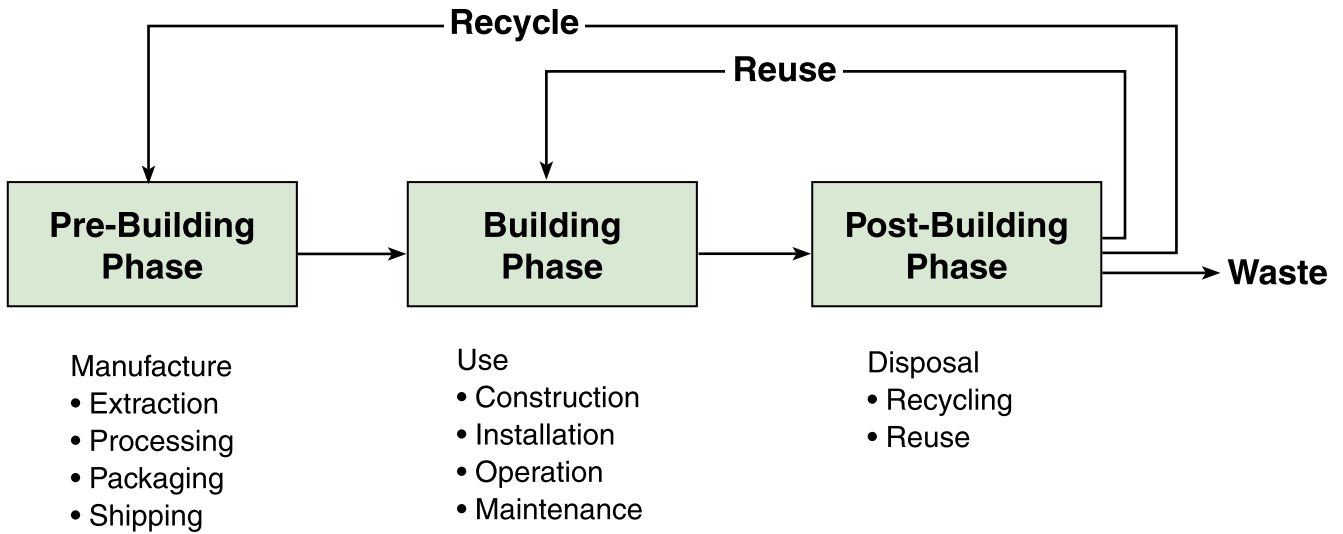 Recycle
Reuse
Pre-Building
Phase
Building
Phase
Post-Building
Phase
Waste
Manufacture
• Extraction
• Processing
• Packaging
• Shipping
Use
• Construction
• Installation
• Operation
• Maintenance
Disposal
• Recycling
• Reuse